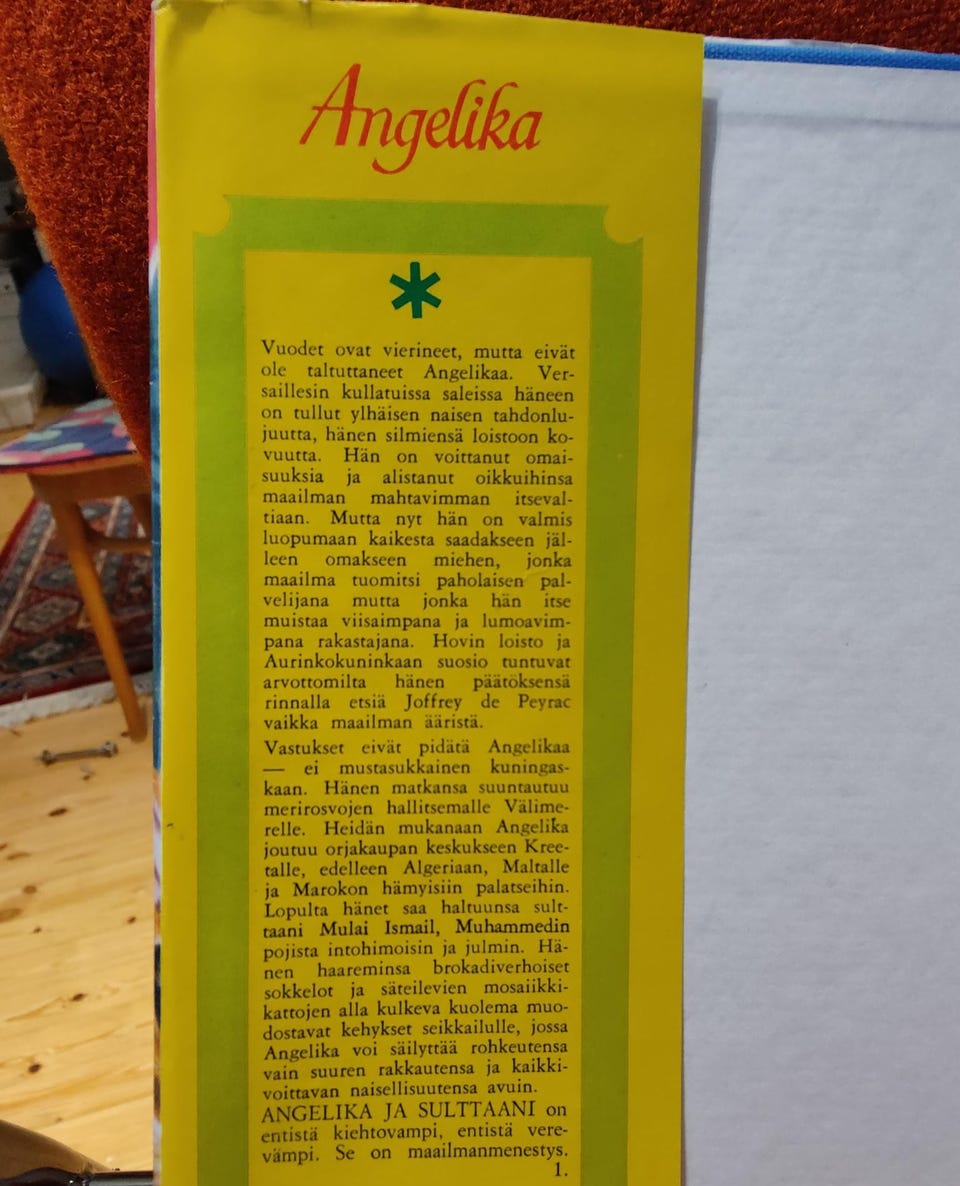 Angelika
*
Vuodet ovat vierineet, mutta eivät
ole taltuttaneet Angelikaa. Ver-
saillesin kullatuissa saleissa häneen
on tullut ylhäisen naisen tahdonlu-
juutta, hänen silmiensä loistoon ko-
vuutta. Hän on voittanut omai-
suuksia ja alistanut oikkuihinsa
maailman mahtavimman itseval-
tiaan. Mutta nyt hän on valmis
luopumaan kaikesta saadakseen jäl-
leen omakseen miehen, jonka
maailma tuomitsi paholaisen pal-
velijana mutta jonka hän itse
muistaa viisaimpana ja lumoavim-
pana rakastajana. Hovin loisto ja
Aurinkokuninkaan suosio tuntuvat
arvottomilta hänen päätöksensä
rinnalla etsiä Joffrey de Peyrac
vaikka maailman ääristä.
Vastukset eivät pidätä Angelikaa
— ei mustasukkainen kuningas-
kaan. Hänen matkansa suuntautuu
merirosvojen hallitsemalle Välime-
relle. Heidän mukanaan Angelika
joutuu orjakaupan keskukseen Kree-
talle, edelleen Algeriaan, Maltalle
ja Marokon hämyisiin palatseihin.
Lopulta hänet saa haltuunsa sult-
taani Mulai Ismail, Muhammedin
pojista intohimoisin ja julmin. Hä-
nen haareminsa brokadiverhoiset
sokkelot ja säteilevien mosaiikki-
kattojen alla kulkeva kuolema muo-
dostavat kehykset seikkailulle, jossa
Angelika voi säilyttää rohkeutensa
vain suuren rakkautensa ja kaikki-
voittavan naisellisuutensa avuin.
ANGELIKA JA SULTTAANI on
entistä kiehtovampi, entistä vere-
vämpi. Se on maailmanmenestys.
1.